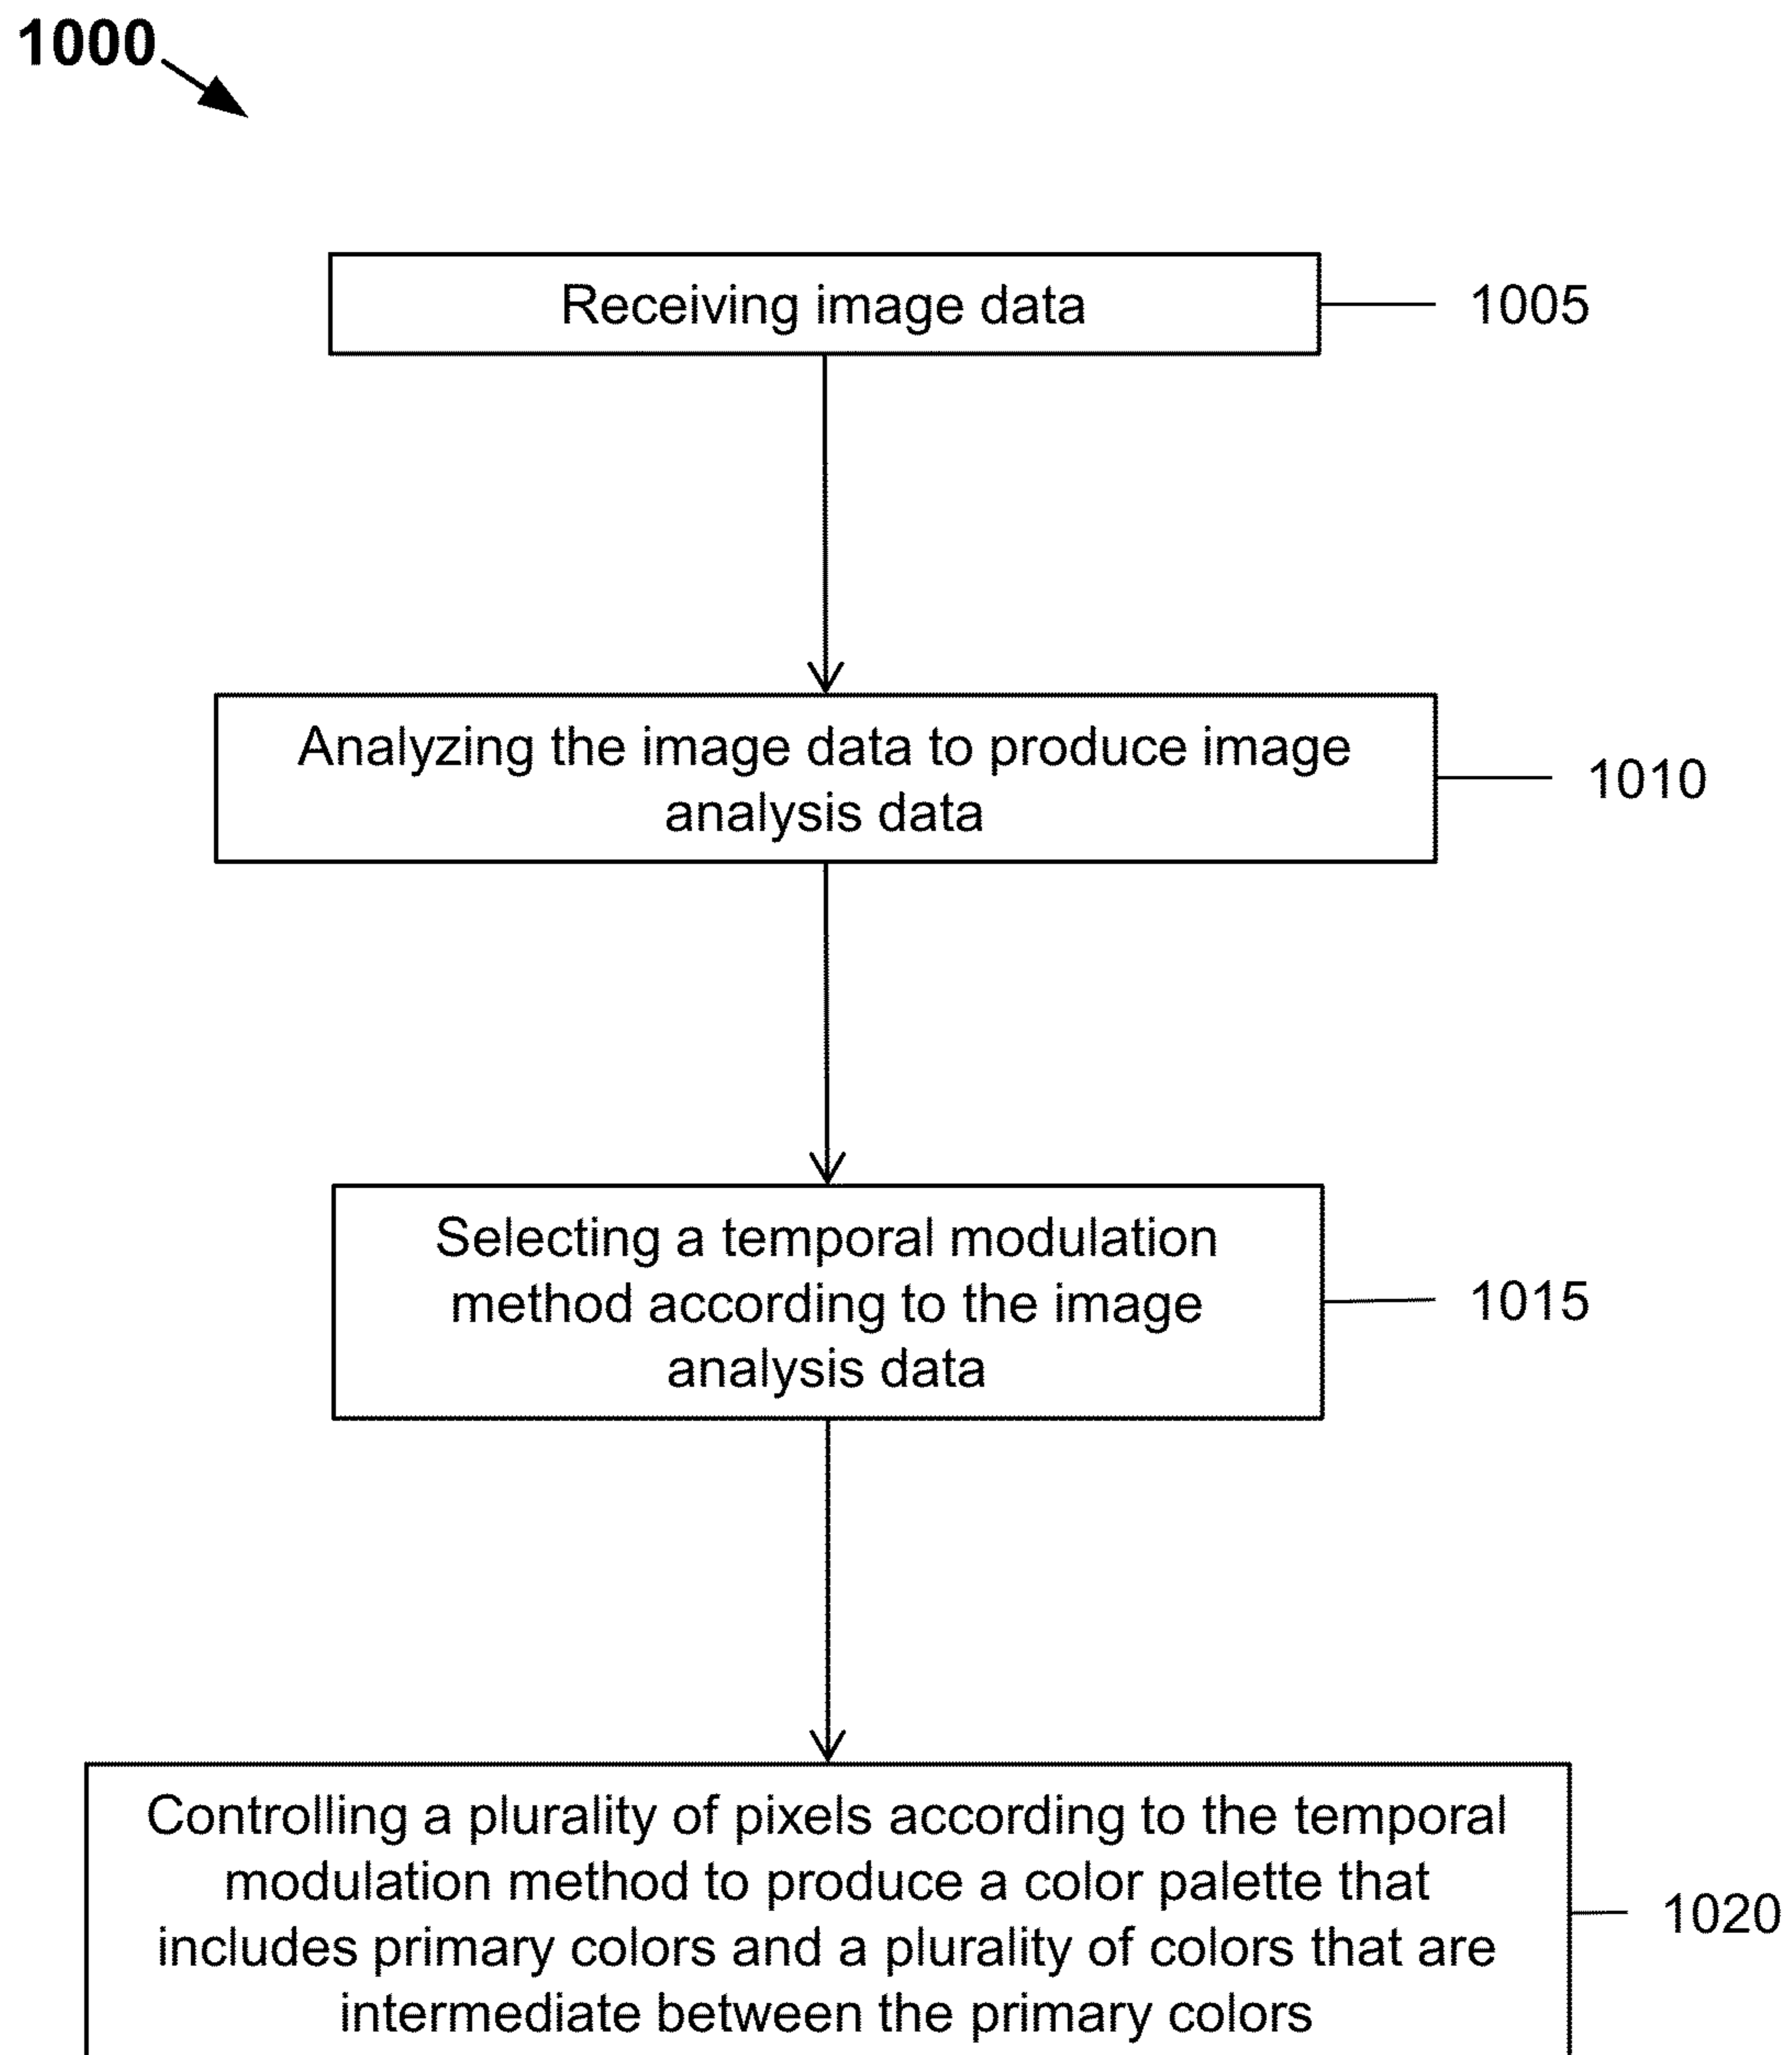 1000
Receiving image data
1005
Analyzing the image data to produce image
analysis data
1010
Selecting a temporal modulation
method according to the image
analysis data
1015
Controlling a plurality of pixels according to the temporal
modulation method to produce a color palette that
includes primary colors and a plurality of colors that are
intermediate between the primary colors
1020